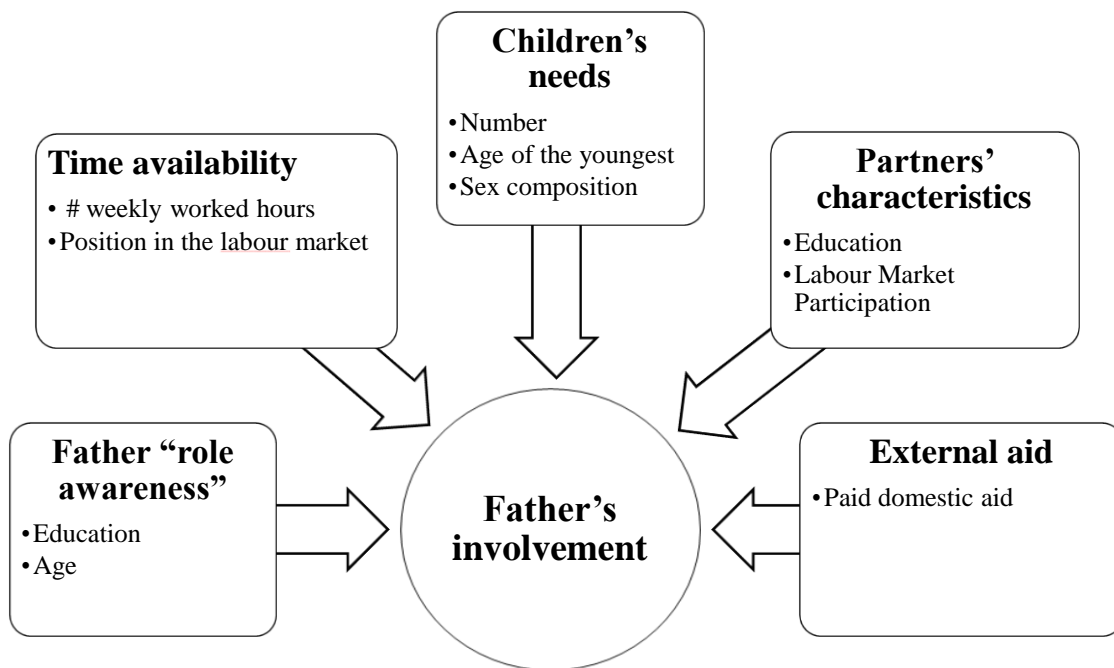 Children’s
needs
•Number
•Age of the youngest
•Sex composition
Time availability
• # weekly worked hours
•Position in the labour market
Partners’
characteristics
•Education
•Labour Market
Participation
Father “role
awareness”
•Education
•Age
Father’s
involvement
External aid
•Paid domestic aid